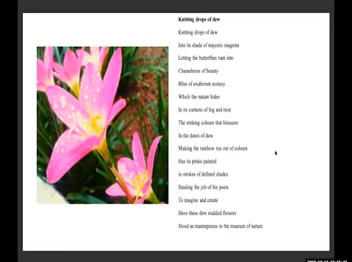 Knitting drops of dew
Knitting drops of dew
Into its shade of majestic magenta
Letting the butterflies turn into
Chameleons of beauty
Bliss of exuberant ecstasy
Which the nature hides
In its curtains of fog and mist
The striking colours that blossom
In the dawn of dew
Making the rainbow run out of colours
Has its petals painted
in strokes of defined shades
Stealing the job of the poets
To imagine and create
Have these dew studded flowers
Stood as masterpieces in the museum of nature